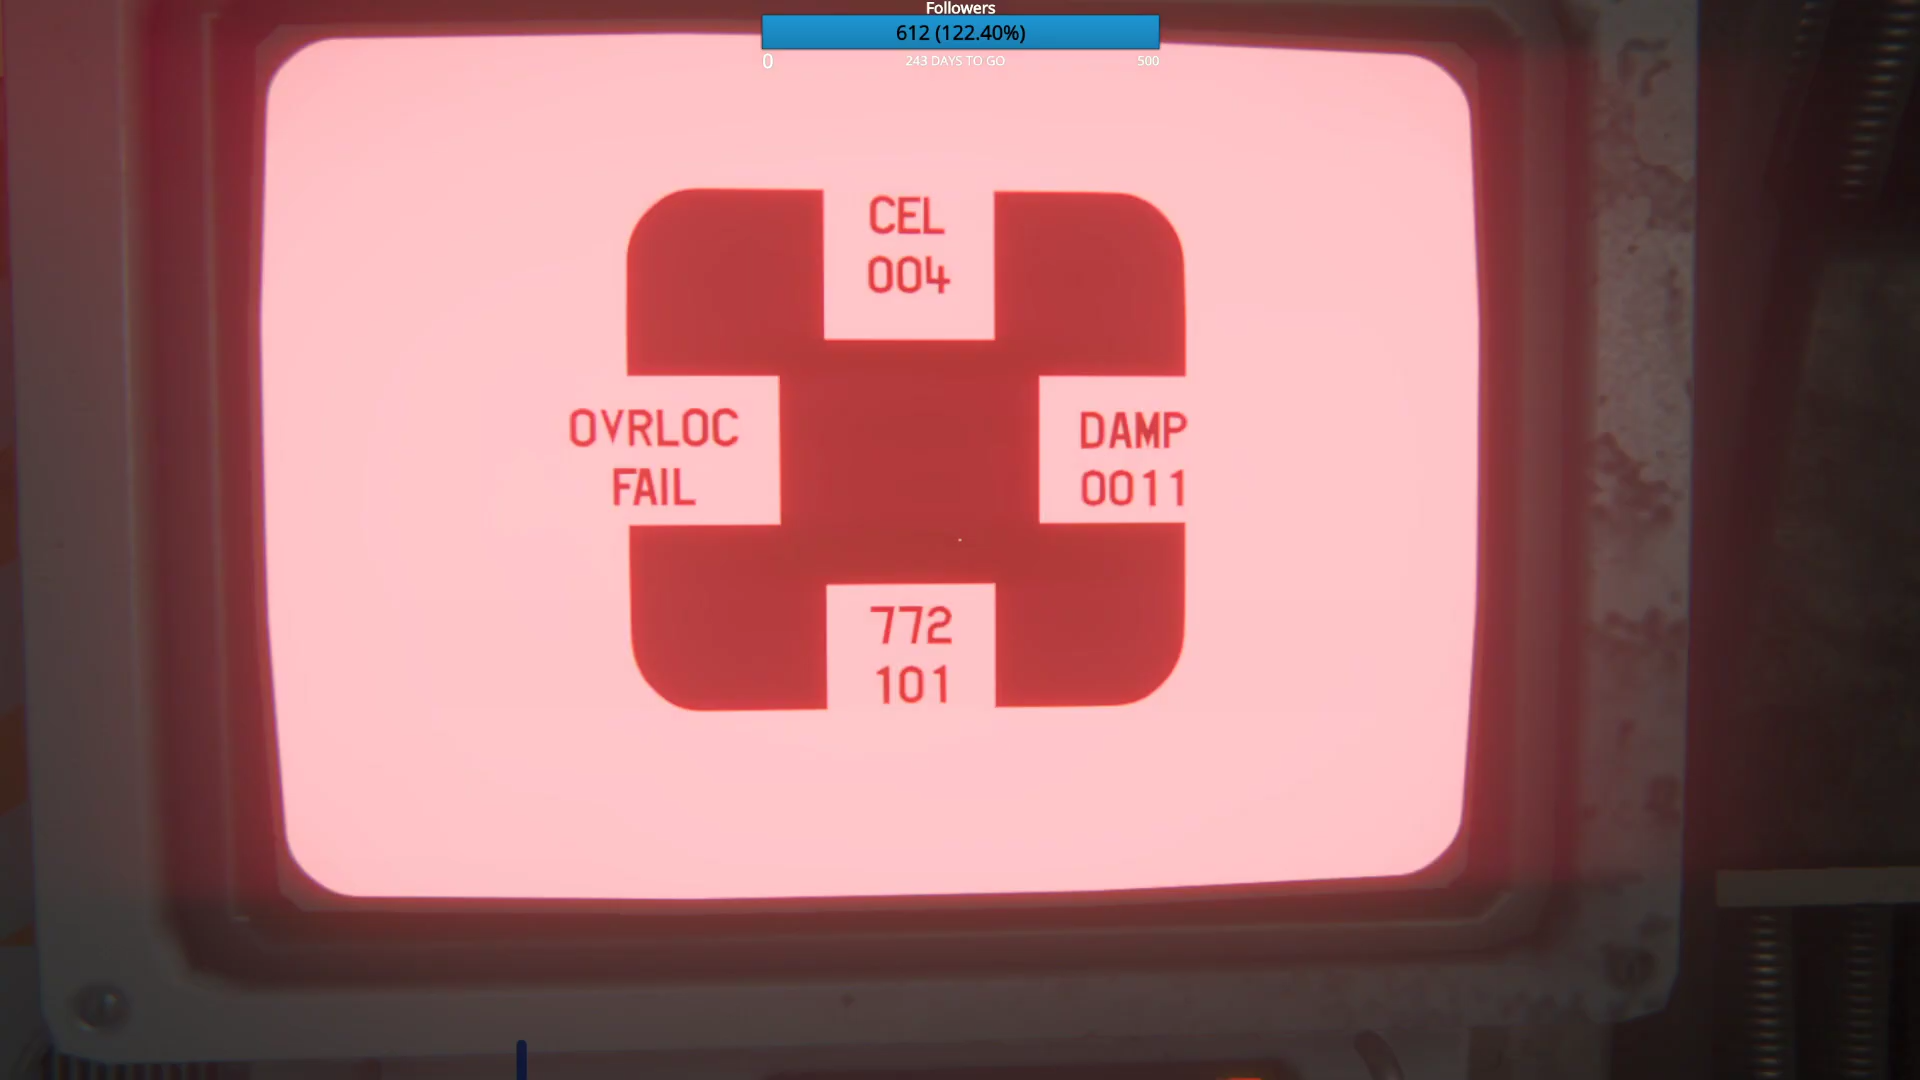 Followers
612 (122.40%)
0 243 DAYS TO GO 500
CEL
004
OVRLOC
FAIL
DAMP
0011
772
101